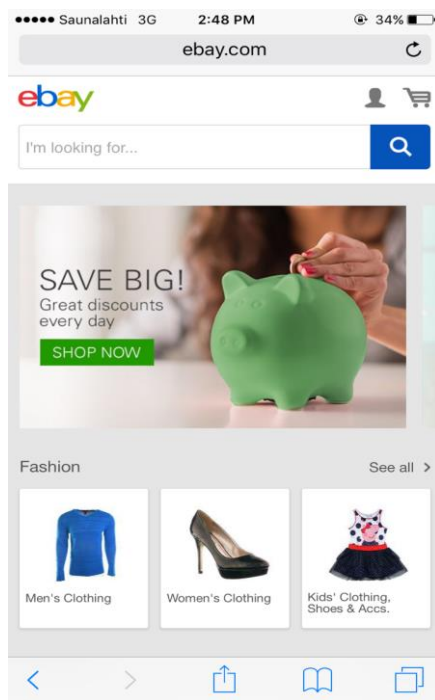 Saunalahti 3G 2:48 PM 34%
ebay.com
ebay
I'm looking for...
SAVE BIG!
Great discounts
every day
SHOP NOW
Fashion See all >
Men's Clothing Women's Clothing Kids' Clothing,
Shoes & Accs.